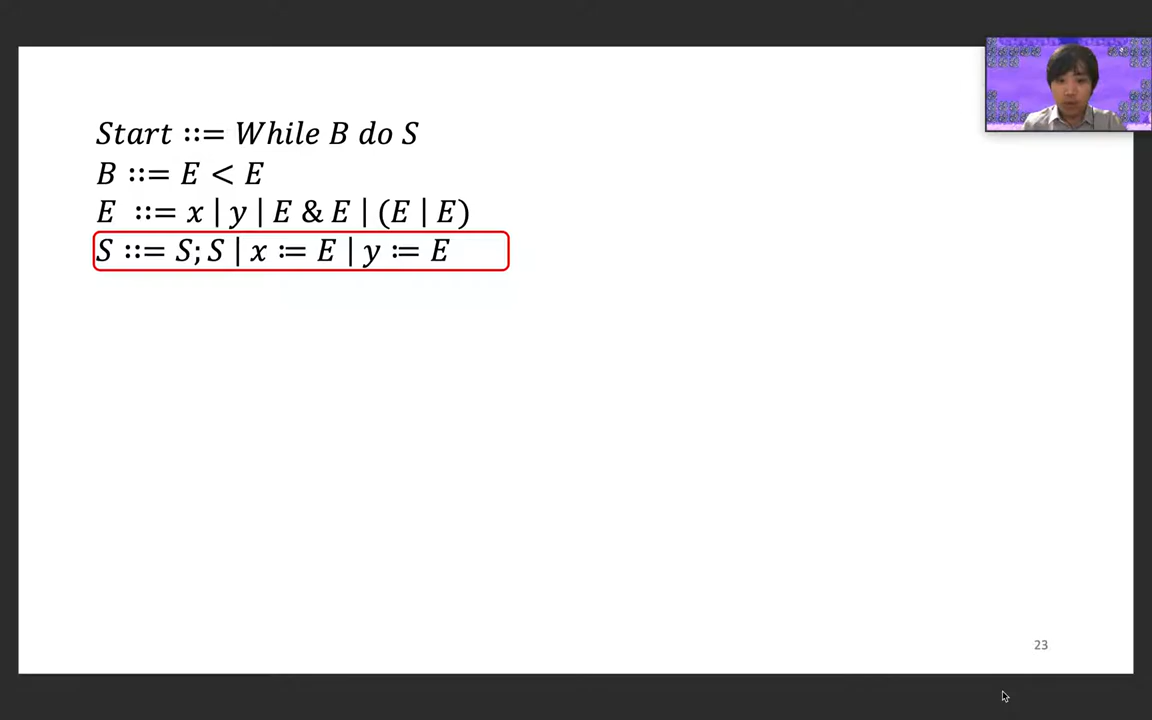 Start ::= While B do S
B ::= E < E
E ::= x | y | E & E | (E | E)
S ::= S; S | x ≔ E | y ≔ E
23